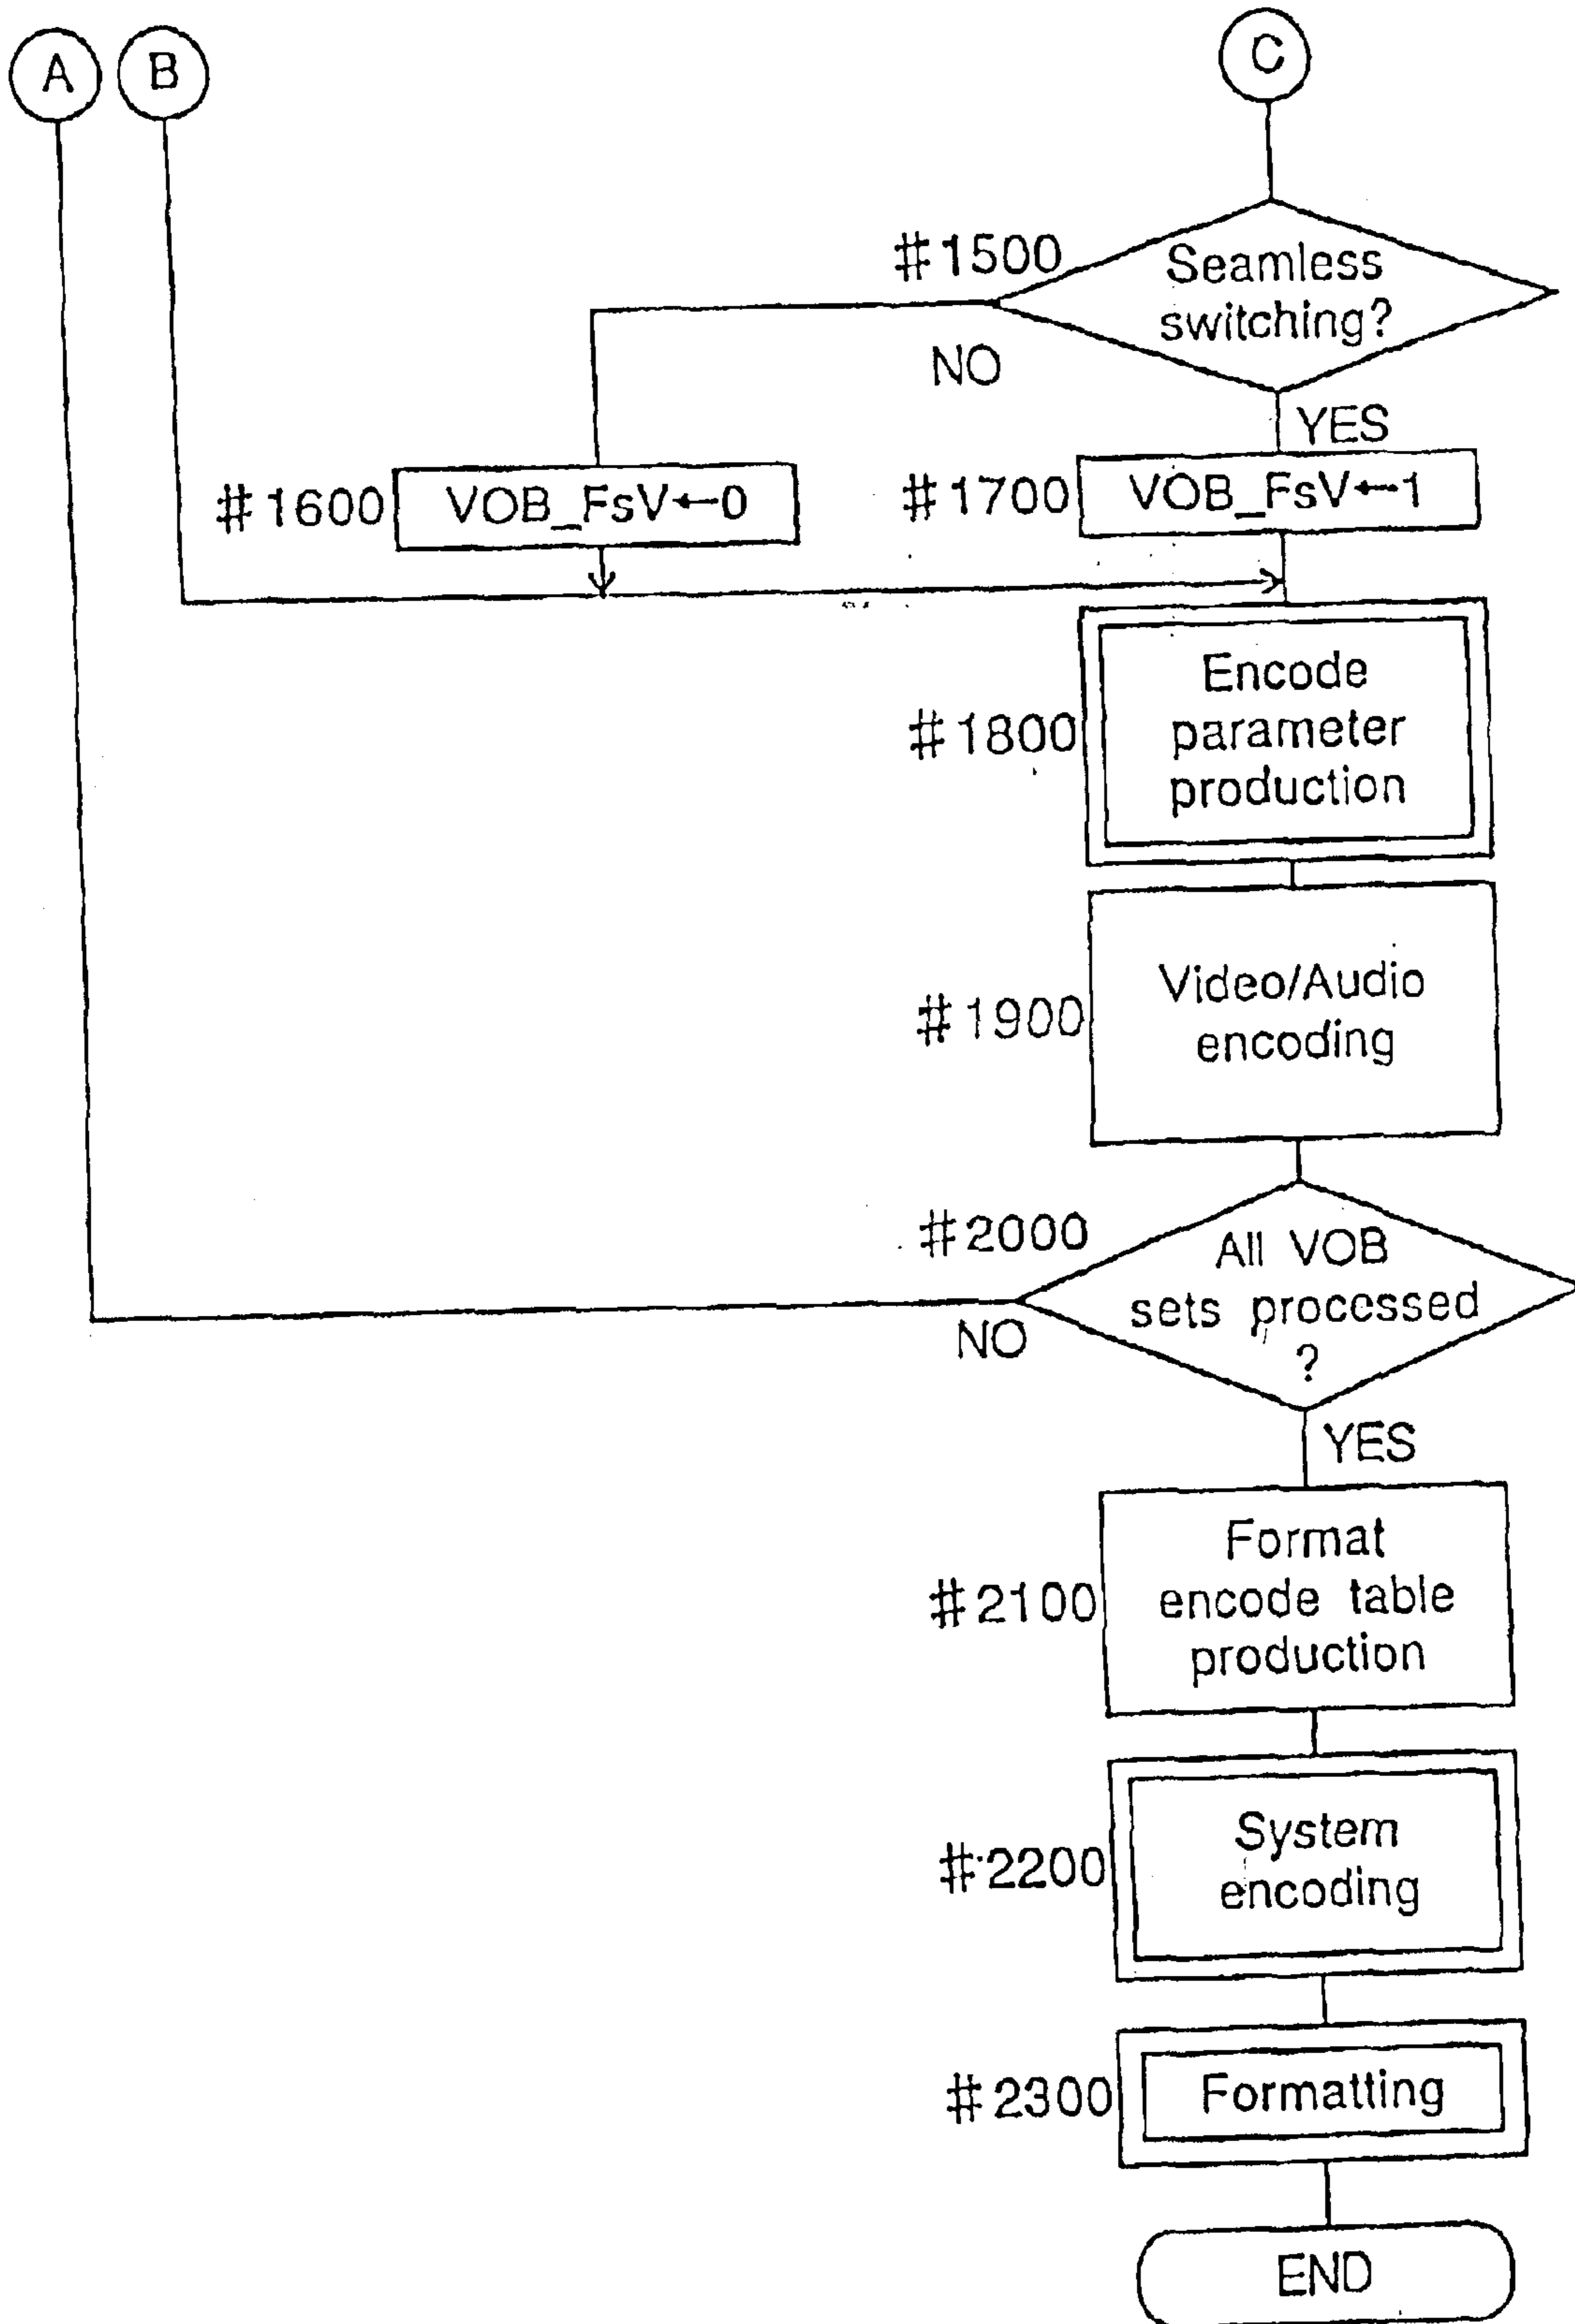 A
B
C
#1500
Seamless
switching?
NO
YES
#1600
VOB_FsV←0
#1700
VOB_FsV←1
#1800
Encode
parameter
production
#1900
Video/Audio
encoding
#2000
All VOB
sets processed
?
NO
YES
#2100
Format
encode table
production
#2200
System
encoding
#2300
Formatting
END